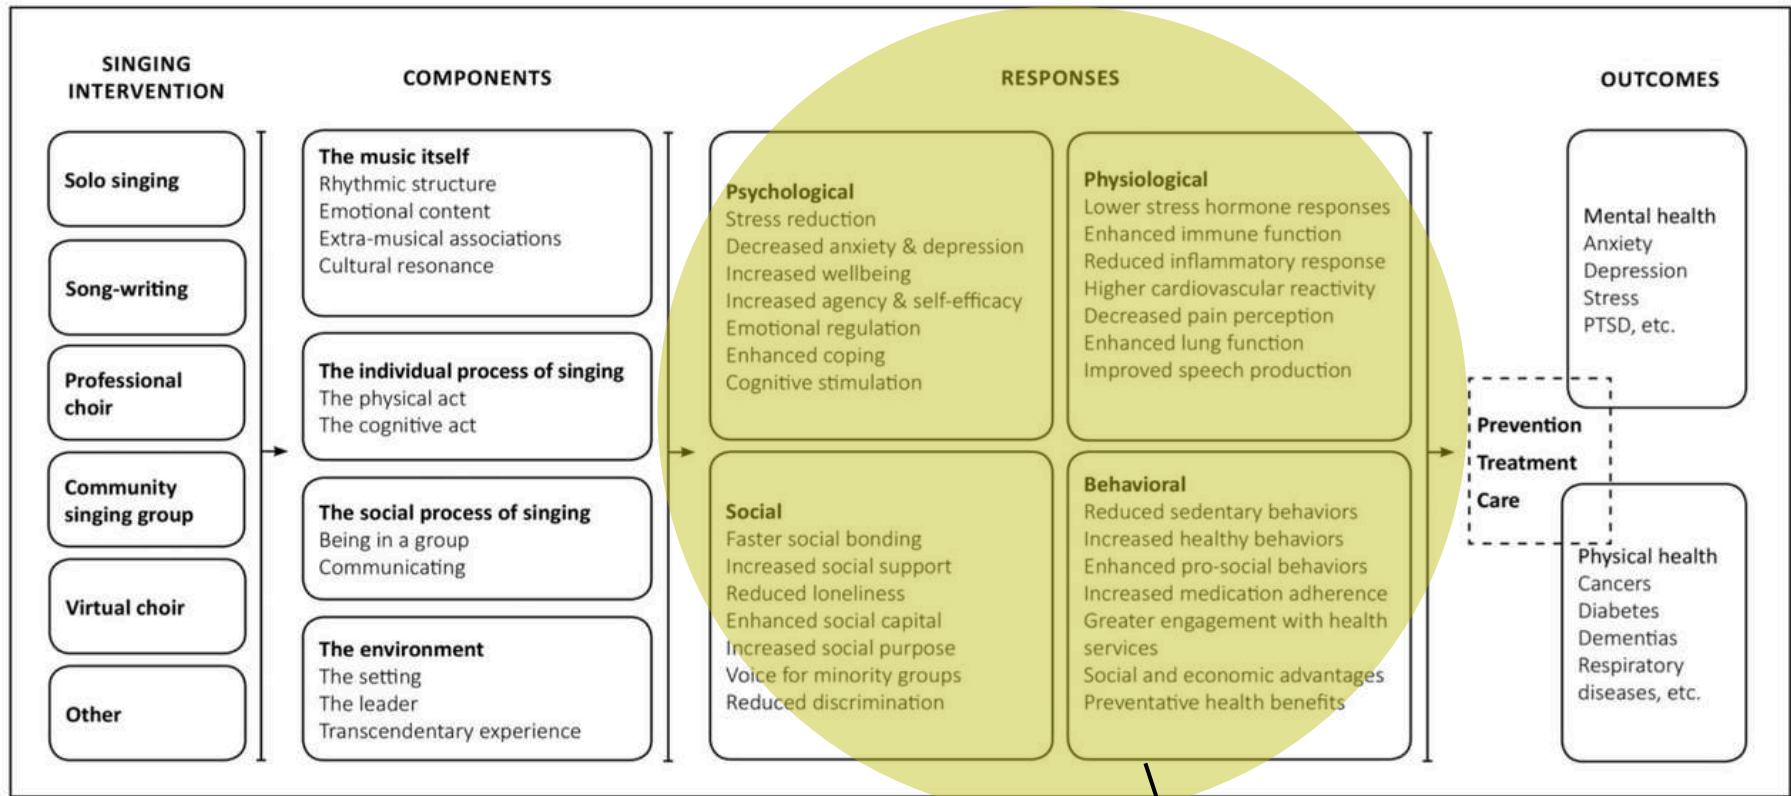 SINGING
INTERVENTION
Solo singing
Song-writing
Professional
choir
Community
singing group
Virtual choir
Other
COMPONENTS
The music itself
Rhythmic structure
Emotional content
Extra-musical associations
Cultural resonance
The individual process of singing
The physical act
The cognitive act
The social process of singing
Being in a group
Communicating
The environment
The setting
The leader
Transcendentary experience
RESPONSES
Psychological
Stress reduction
Decreased anxiety & depression
Increased wellbeing
Increased agency & self-efficacy
Emotional regulation
Enhanced coping
Cognitive stimulation
Physiological
Lower stress hormone responses
Enhanced immune function
Reduced inflammatory response
Higher cardiovascular reactivity
Decreased pain perception
Enhanced lung function
Improved speech production
Social
Faster social bonding
Increased social support
Reduced loneliness
Enhanced social capital
Increased social purpose
Voice for minority groups
Reduced discrimination
Behavioral
Reduced sedentary behaviors
Increased healthy behaviors
Enhanced pro-social behaviors
Increased medication adherence
Greater engagement with health
services
Social and economic advantages
Preventative health benefits
OUTCOMES
Mental health
Anxiety
Depression
Stress
PTSD, etc.
Prevention
Treatment
Care
Physical health
Cancers
Diabetes
Dementias
Respiratory
diseases, etc.